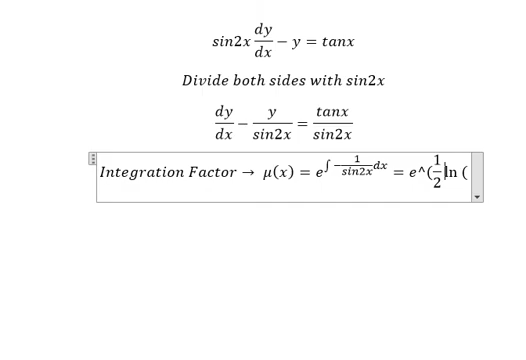 sin2x dy/dx − y = tanx
Divide both sides with sin2x
dy/dx − y/sin2x = tanx/sin2x
Integration Factor → μ(x) = e^∫−1/sin2x dx = e^(1/2 ln (